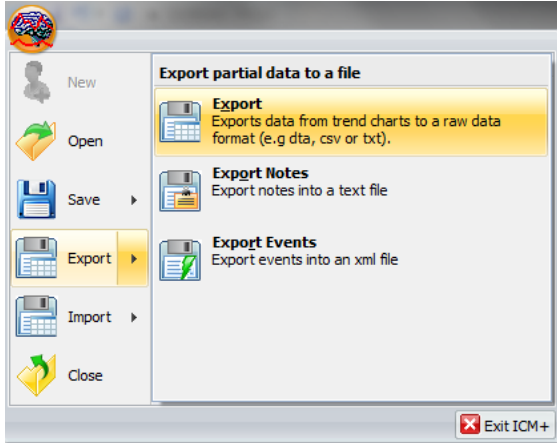 New
Open
Save
Export
Import
Close
Export partial data to a file
Export
Exports data from trend charts to a raw data
format (e.g dta, csv or txt).
Export Notes
Export notes into a text file
Export Events
Export events into an xml file
Exit ICM+